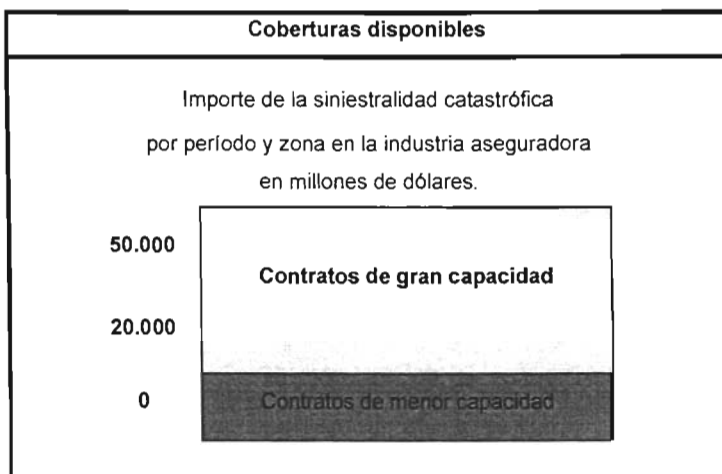 Coberturas disponibles
Importe de la siniestralidad catastrófica
por período y zona en la industria aseguradora
en millones de dólares.
50.000
Contratos de gran capacidad
20.000
0
Contratos de menor capacidad